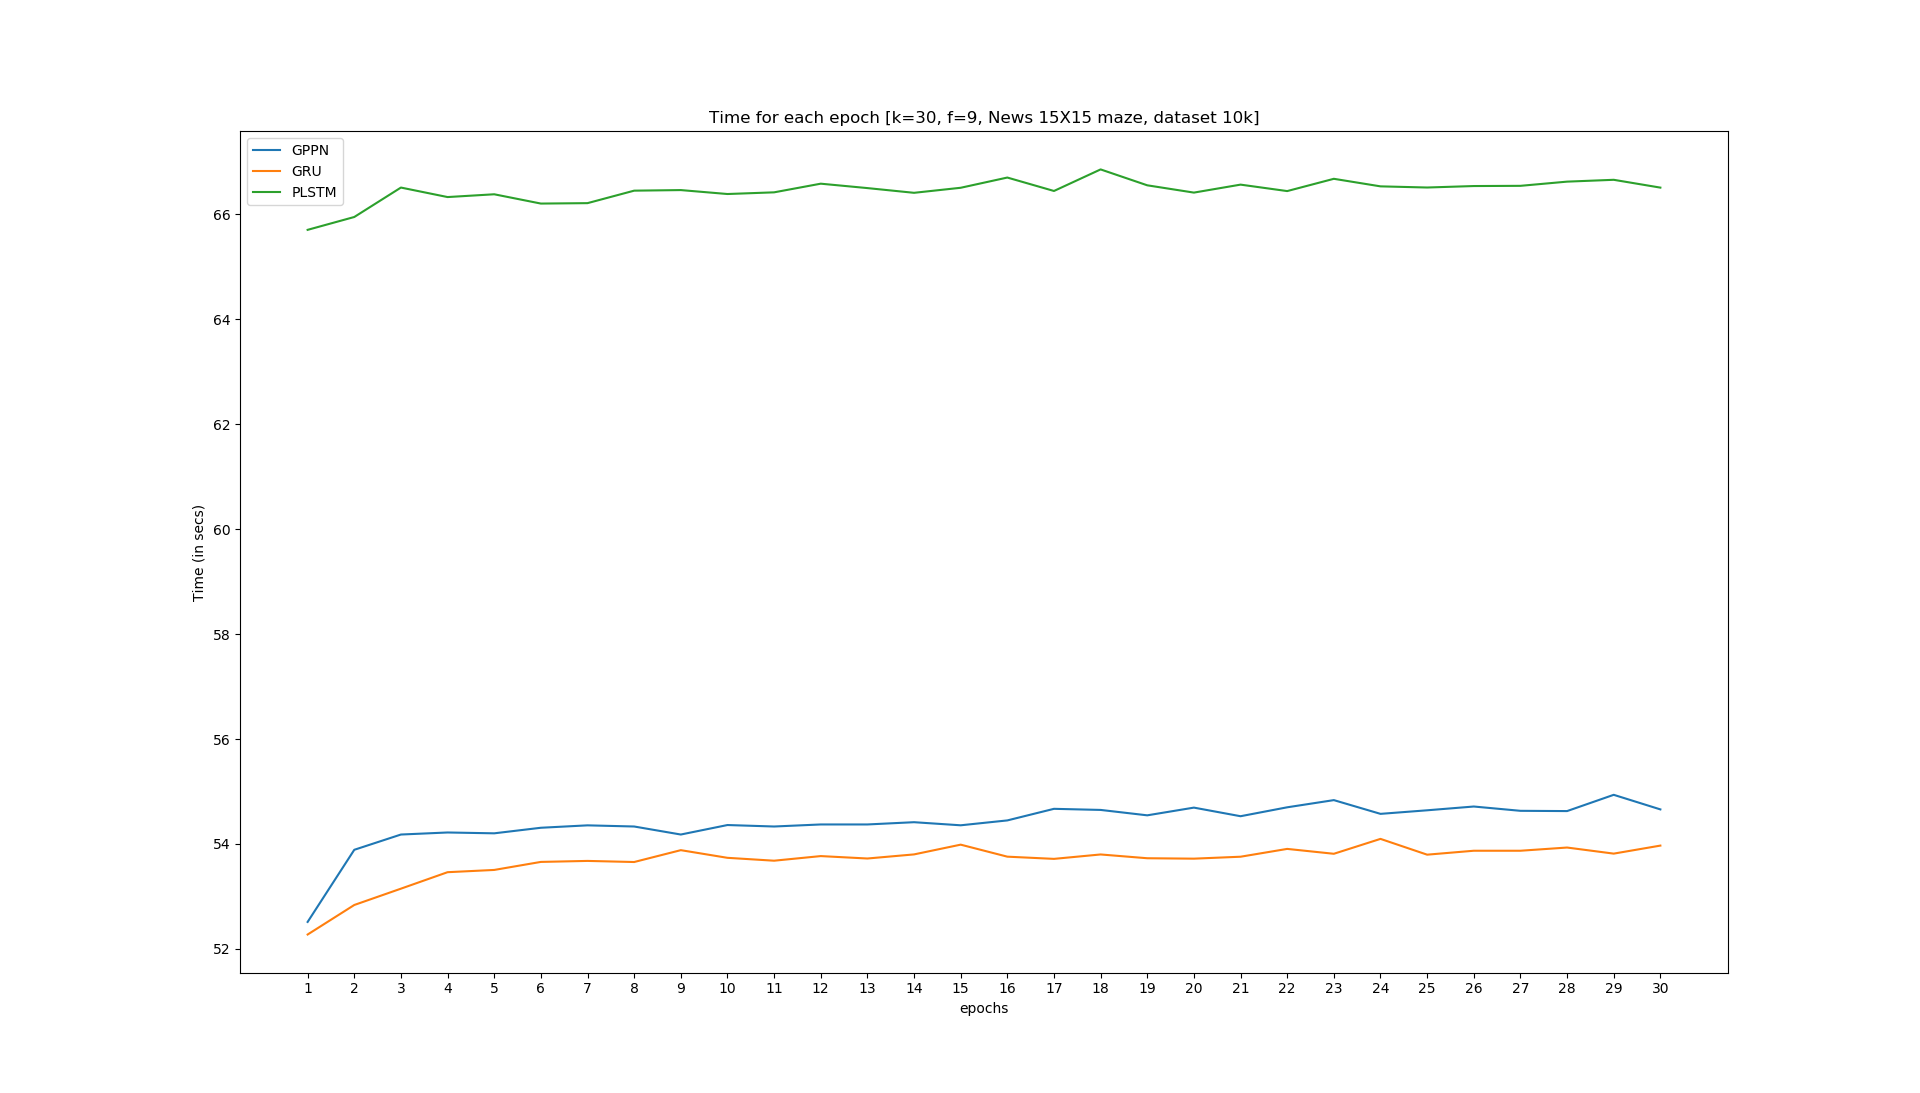 Time for each epoch [k=30, f=9, News 15X15 maze, dataset 10k]
GPPN
GRU
PLSTM
66
64
62
60
58
56
54
52
Time (in secs)
1 2 3 4 5 6 7 8 9 10 11 12 13 14 15 16 17 18 19 20 21 22 23 24 25 26 27 28 29 30
epochs